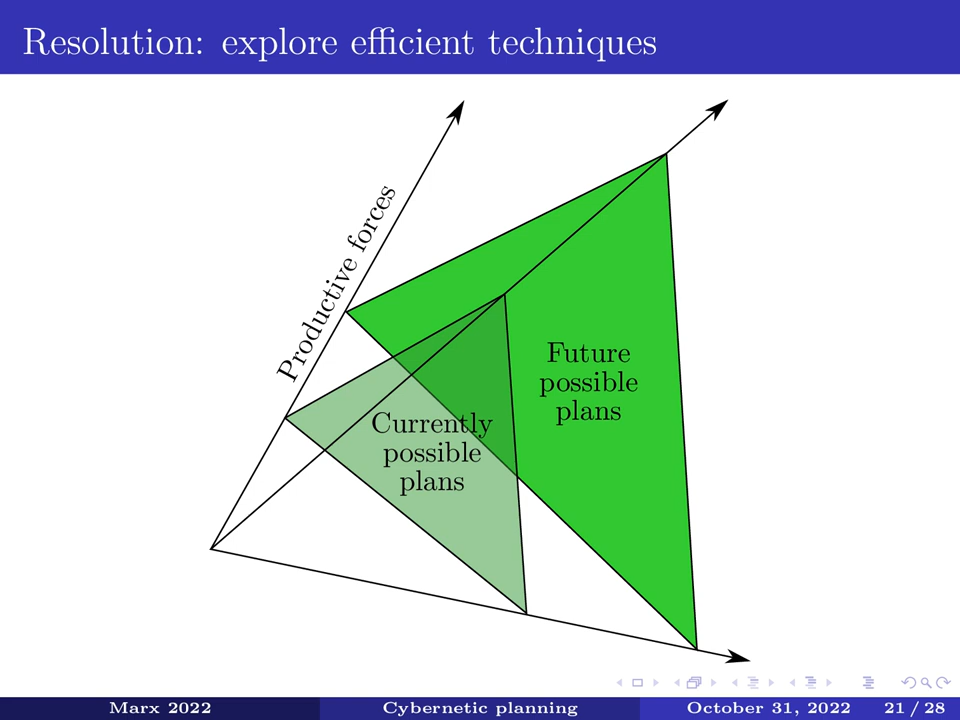 Resolution: explore efficient techniques
Productive forces
Future
possible
plans
Currently
possible
plans
Marx 2022
Cybernetic planning
October 31, 2022
21 / 28